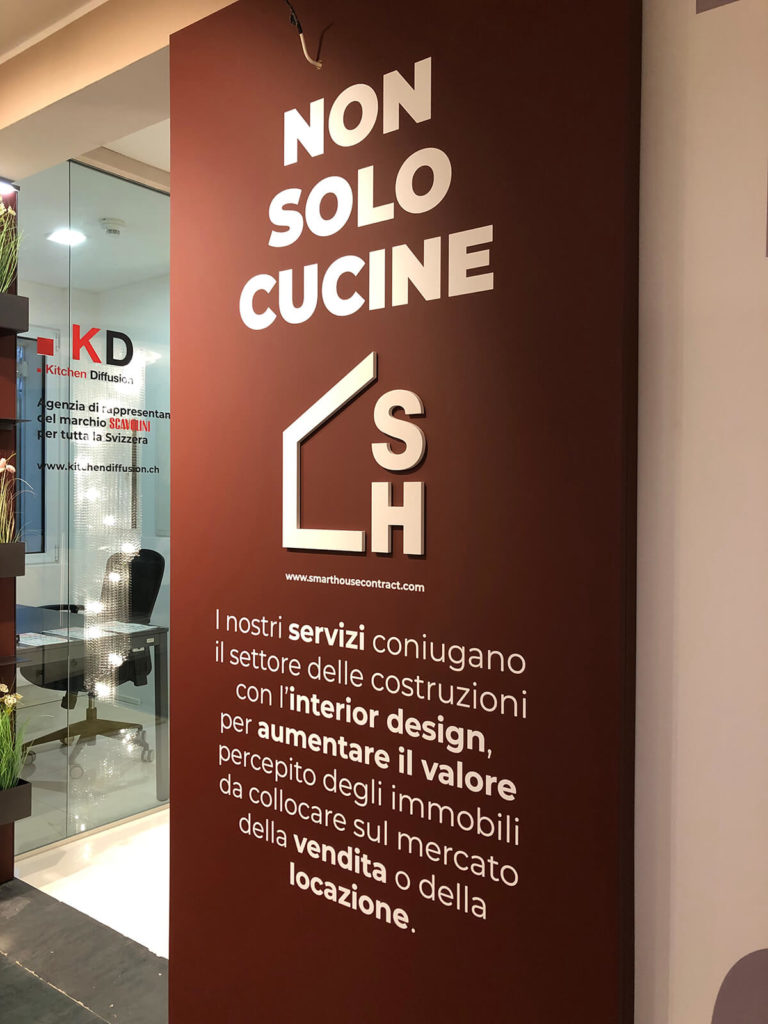 NON
SOLO
CUCINE
SH
www.smarthousecontract.com
I nostri servizi coniugano
il settore delle costruzioni
con l'interior design,
per aumentare il valore
percepito degli immobili
da collocare sul mercato
della vendita o della
locazione.
KD
Kitchen Diffusion
Agenzia di rappresentan
del marchio SCAVOLINI
per tutta la Svizzera
www.kitchendiffusion.ch